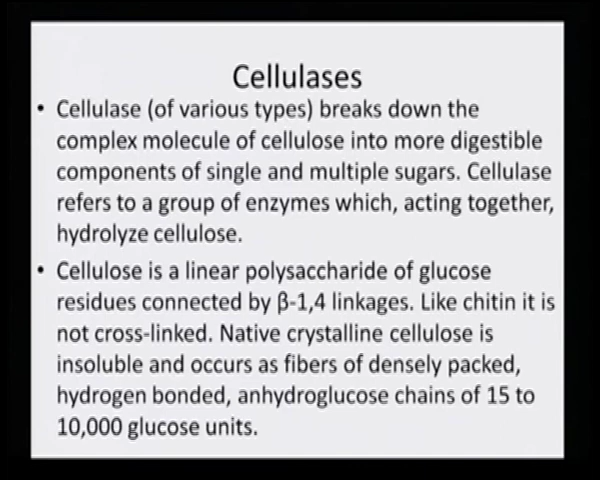 Cellulases
• Cellulase (of various types) breaks down the
complex molecule of cellulose into more digestible
components of single and multiple sugars. Cellulase
refers to a group of enzymes which, acting together,
hydrolyze cellulose.
• Cellulose is a linear polysaccharide of glucose
residues connected by β-1,4 linkages. Like chitin it is
not cross-linked. Native crystalline cellulose is
insoluble and occurs as fibers of densely packed,
hydrogen bonded, anhydroglucose chains of 15 to
10,000 glucose units.